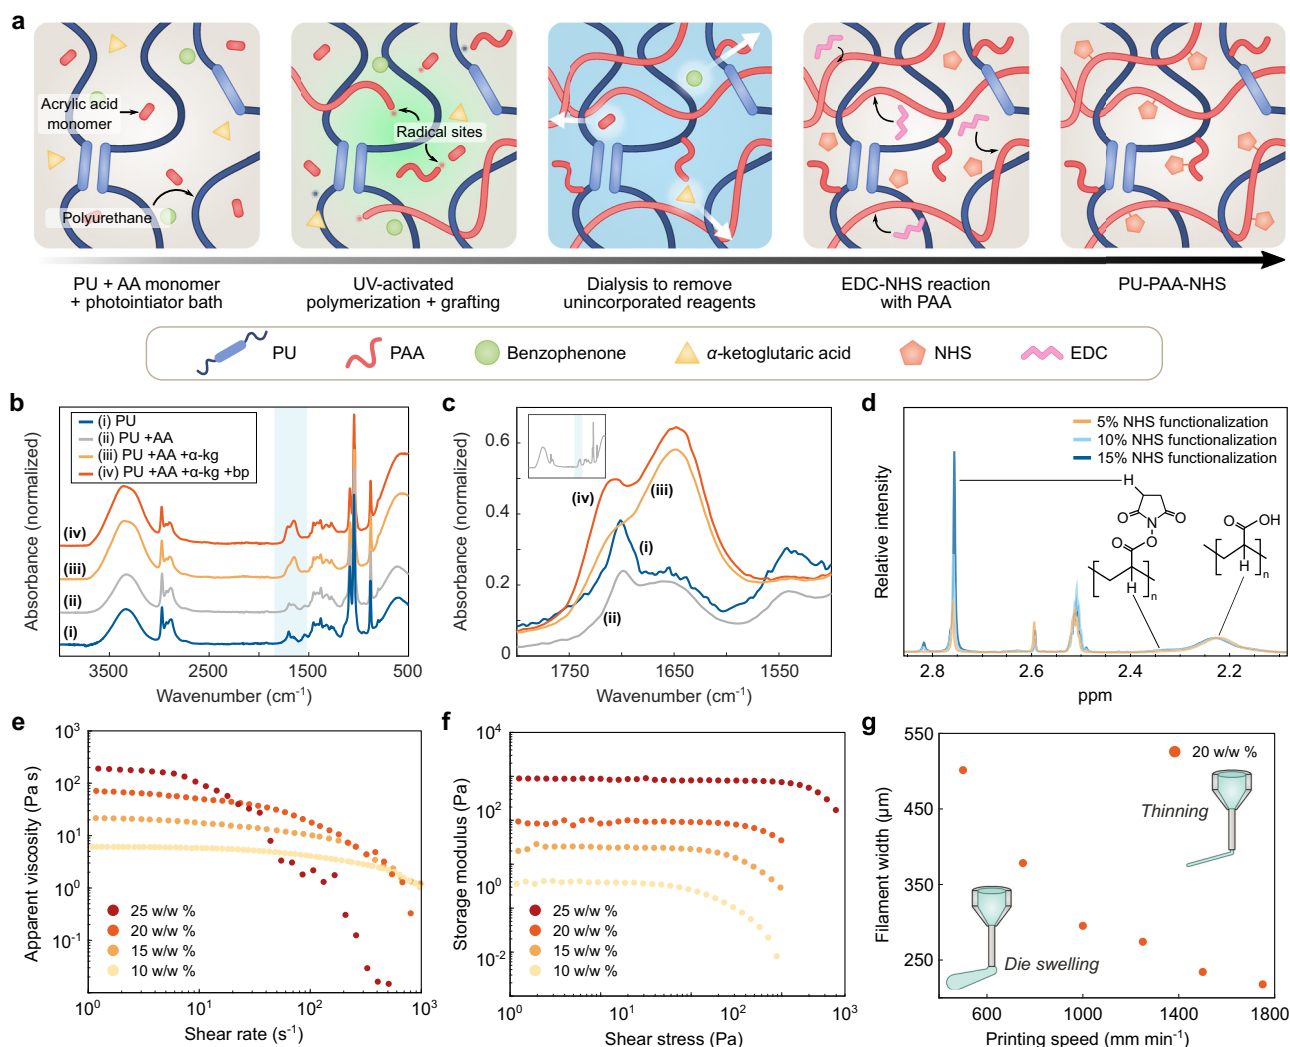 a
Acrylic acid
monomer
Polyurethane
Radical sites
PU + AA monomer
+ photointiator bath
UV-activated
polymerization + grafting
Dialysis to remove
unincorporated reagents
EDC-NHS reaction
with PAA
PU-PAA-NHS
PU
PAA
Benzophenone
α-ketoglutaric acid
NHS
EDC
b
(i) PU
(ii) PU +AA
(iii) PU +AA +α-kg
(iv) PU +AA +α-kg +bp
(iv)
(iii)
(ii)
(i)
Absorbance (normalized)
3500
2500
1500
500
Wavenumber (cm⁻¹)
c
(iv)
(iii)
(i)
(ii)
0.6
0.4
0.2
0
Absorbance (normalized)
1750
1650
1550
Wavenumber (cm⁻¹)
d
5% NHS functionalization
10% NHS functionalization
15% NHS functionalization
H
O
N
O
O
O
H
n
O
OH
H
n
Relative intensity
2.8
2.6
2.4
2.2
ppm
e
10³
10²
10¹
10⁰
10⁻¹
Apparent viscosity (Pa s)
25 w/w %
20 w/w %
15 w/w %
10 w/w %
10⁰
10¹
10²
10³
Shear rate (s⁻¹)
f
10⁴
10²
10⁰
10⁻²
Storage modulus (Pa)
25 w/w %
20 w/w %
15 w/w %
10 w/w %
10⁰
10¹
10²
10³
Shear stress (Pa)
g
550
450
350
250
Filament width (µm)
20 w/w %
Thinning
Die swelling
600
1000
1400
1800
Printing speed (mm min⁻¹)